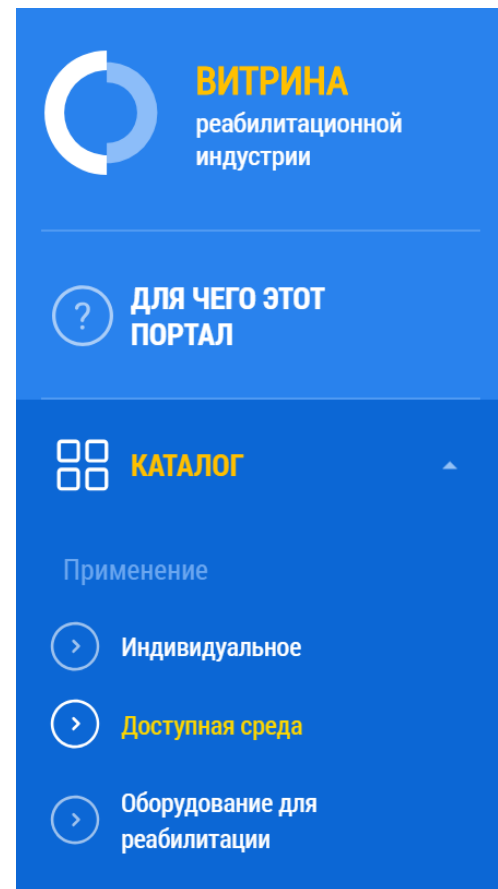 ВИТРИНА
реабилитационной
индустрии
?
ДЛЯ ЧЕГО ЭТОТ
ПОРТАЛ
КАТАЛОГ
Применение
Индивидуальное
Доступная среда
Оборудование для
реабилитации